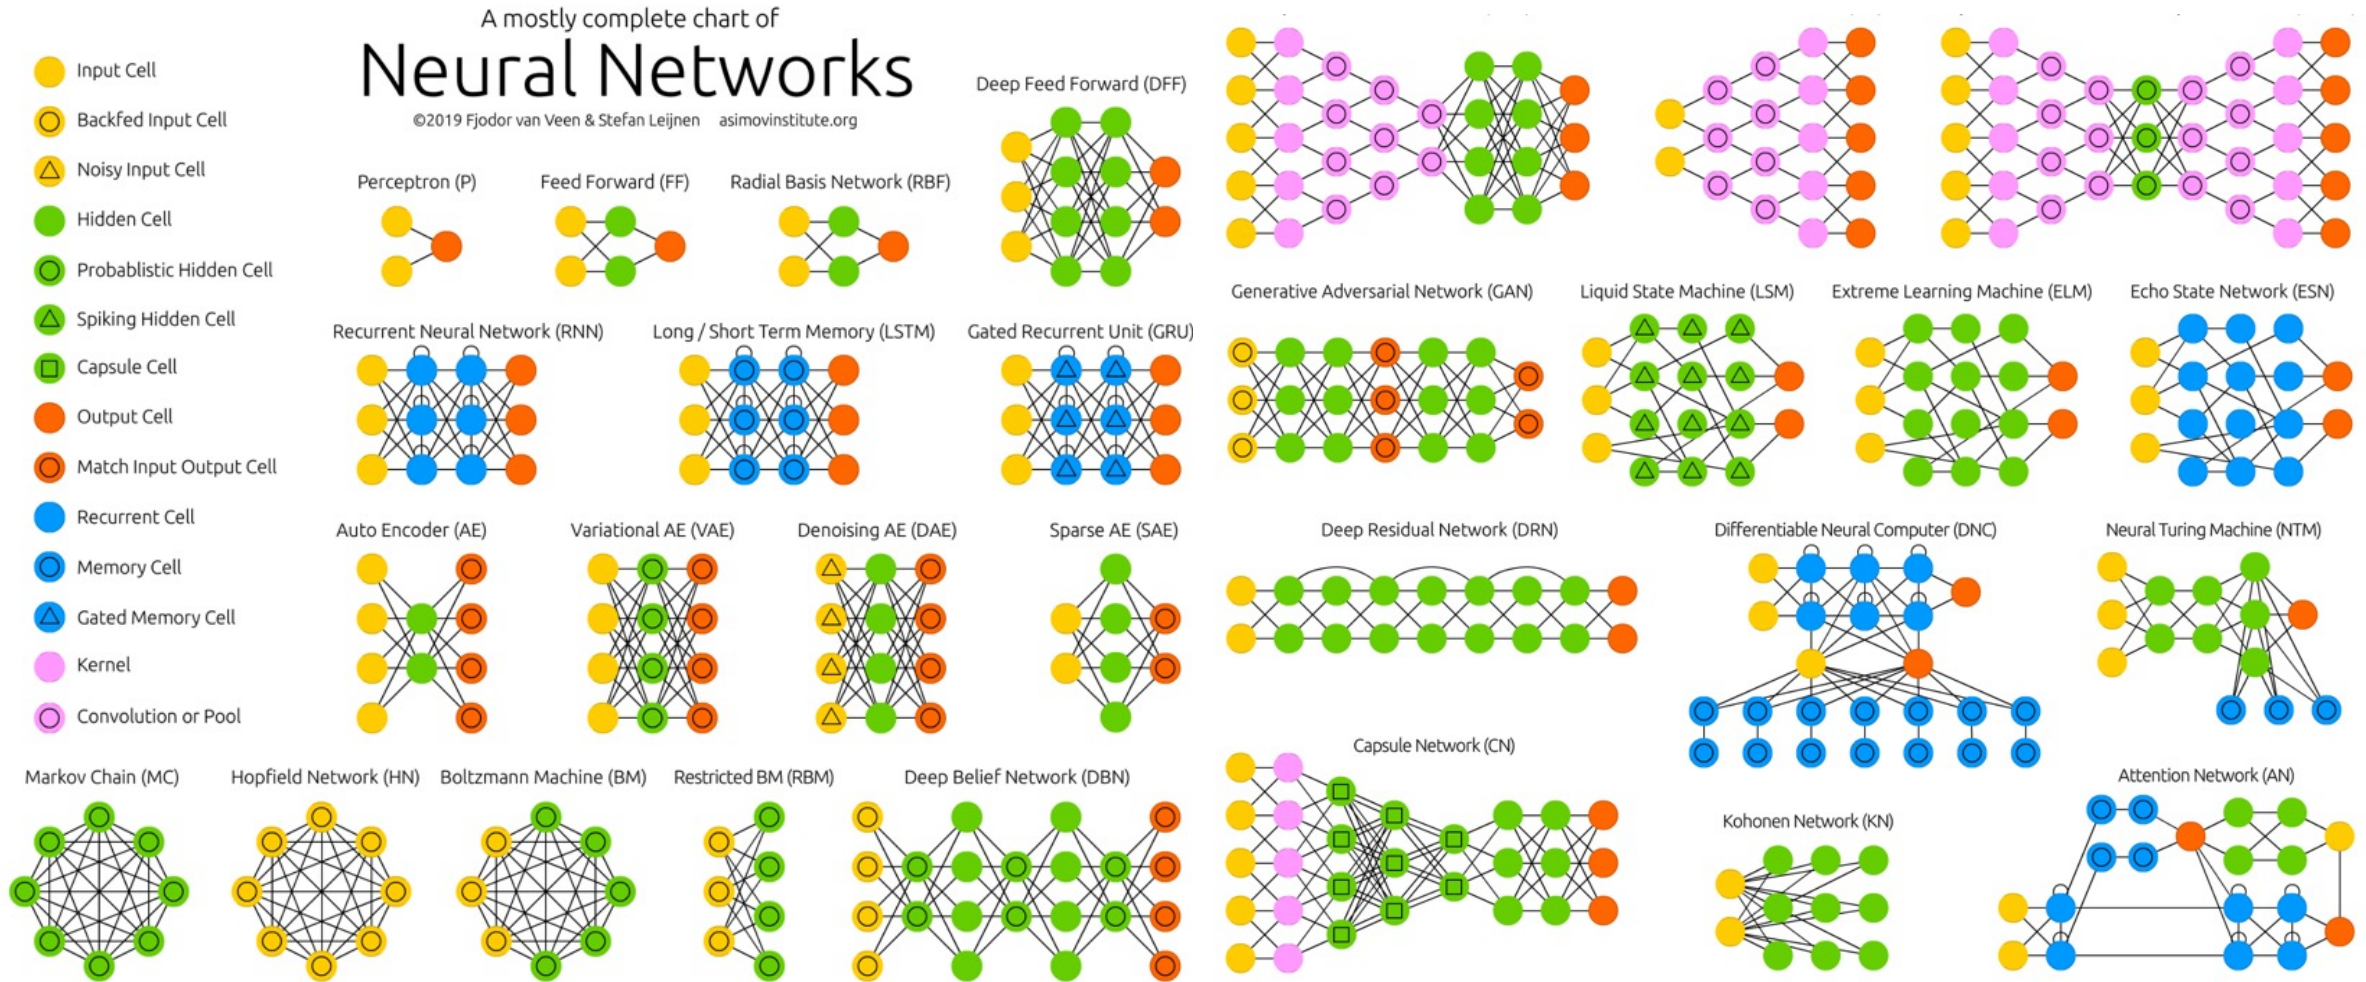 A mostly complete chart of
Neural Networks
©2019 Fjodor van Veen & Stefan Leijnen asimovinstitute.org
Input Cell
Backfed Input Cell
Noisy Input Cell
Hidden Cell
Probablistic Hidden Cell
Spiking Hidden Cell
Capsule Cell
Output Cell
Match Input Output Cell
Recurrent Cell
Memory Cell
Gated Memory Cell
Kernel
Convolution or Pool
Deep Feed Forward (DFF)
Perceptron (P)
Feed Forward (FF)
Radial Basis Network (RBF)
Recurrent Neural Network (RNN)
Long / Short Term Memory (LSTM)
Gated Recurrent Unit (GRU)
Auto Encoder (AE)
Variational AE (VAE)
Denoising AE (DAE)
Sparse AE (SAE)
Markov Chain (MC)
Hopfield Network (HN)
Boltzmann Machine (BM)
Restricted BM (RBM)
Deep Belief Network (DBN)
Generative Adversarial Network (GAN)
Liquid State Machine (LSM)
Extreme Learning Machine (ELM)
Echo State Network (ESN)
Deep Residual Network (DRN)
Differentiable Neural Computer (DNC)
Neural Turing Machine (NTM)
Capsule Network (CN)
Kohonen Network (KN)
Attention Network (AN)